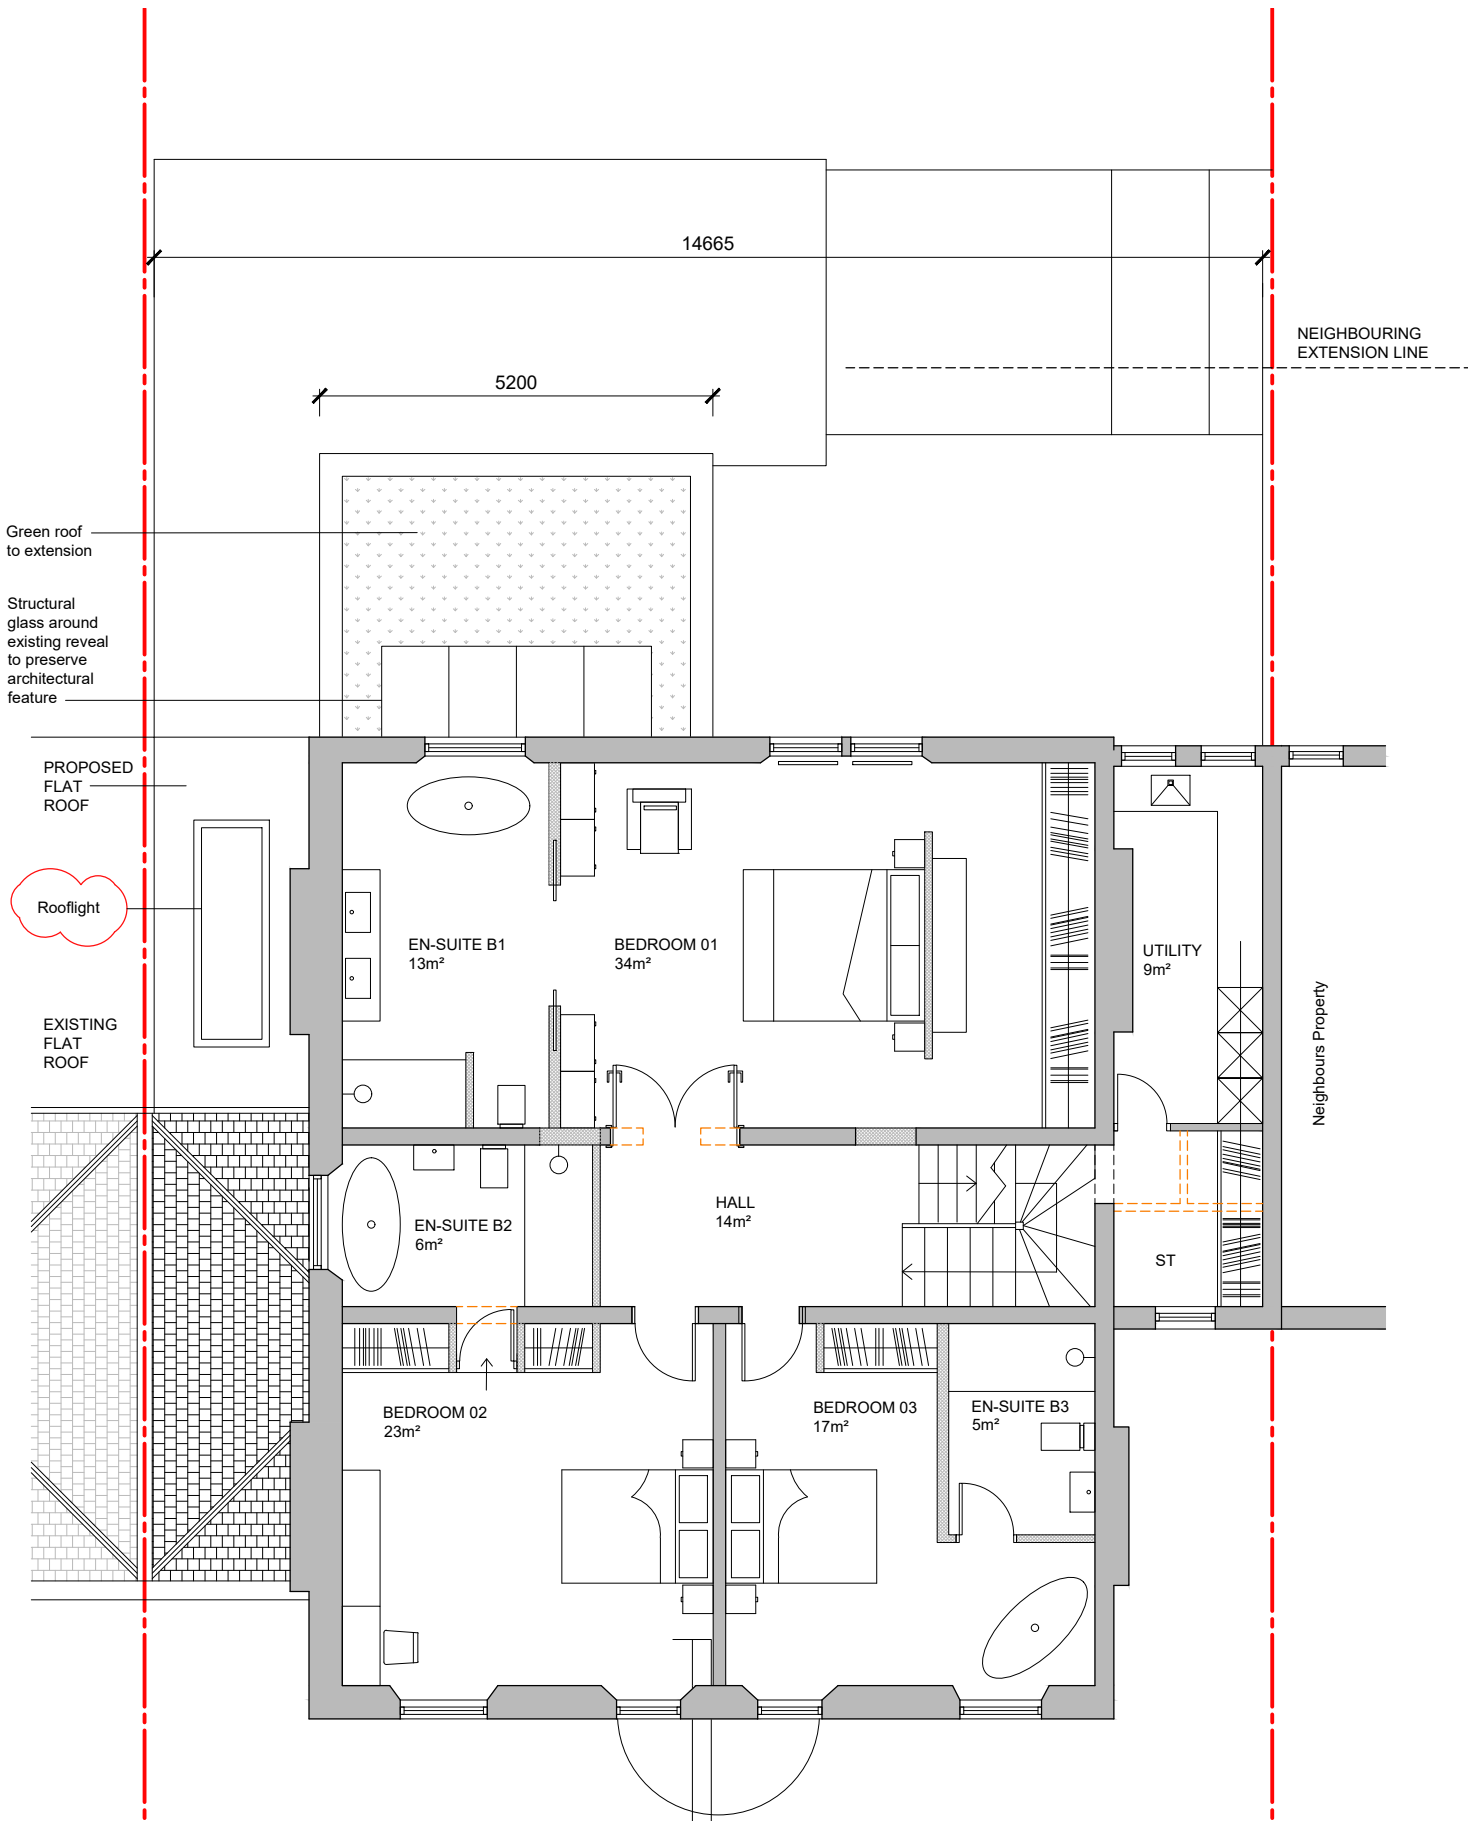 14665
NEIGHBOURING
EXTENSION LINE
5200
Green roof
to extension
Structural
glass around
existing reveal
to preserve
architectural
feature
PROPOSED
FLAT
ROOF
Rooflight
EN-SUITE B1
13m²
BEDROOM 01
34m²
UTILITY
9m²
EXISTING
FLAT
ROOF
Neighbours Property
HALL
14m²
EN-SUITE B2
6m²
ST
BEDROOM 02
23m²
BEDROOM 03
17m²
EN-SUITE B3
5m²